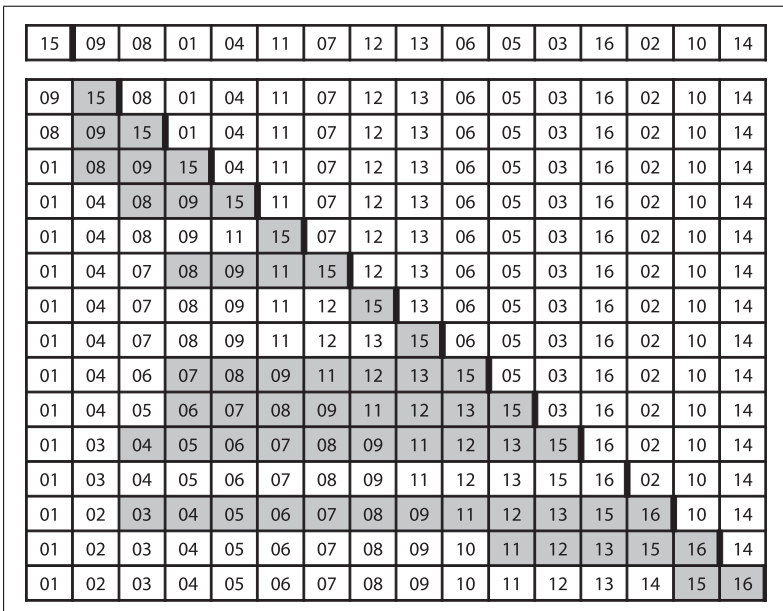 15 09 08 01 04 11 07 12 13 06 05 03 16 02 10 14
09 15 08 01 04 11 07 12 13 06 05 03 16 02 10 14
08 09 15 01 04 11 07 12 13 06 05 03 16 02 10 14
01 08 09 15 04 11 07 12 13 06 05 03 16 02 10 14
01 04 08 09 15 11 07 12 13 06 05 03 16 02 10 14
01 04 08 09 11 15 07 12 13 06 05 03 16 02 10 14
01 04 07 08 09 11 15 12 13 06 05 03 16 02 10 14
01 04 07 08 09 11 12 15 13 06 05 03 16 02 10 14
01 04 07 08 09 11 12 13 15 06 05 03 16 02 10 14
01 04 06 07 08 09 11 12 13 15 05 03 16 02 10 14
01 04 05 06 07 08 09 11 12 13 15 03 16 02 10 14
01 03 04 05 06 07 08 09 11 12 13 15 16 02 10 14
01 03 04 05 06 07 08 09 11 12 13 15 16 02 10 14
01 02 03 04 05 06 07 08 09 11 12 13 15 16 10 14
01 02 03 04 05 06 07 08 09 10 11 12 13 15 16 14
01 02 03 04 05 06 07 08 09 10 11 12 13 14 15 16